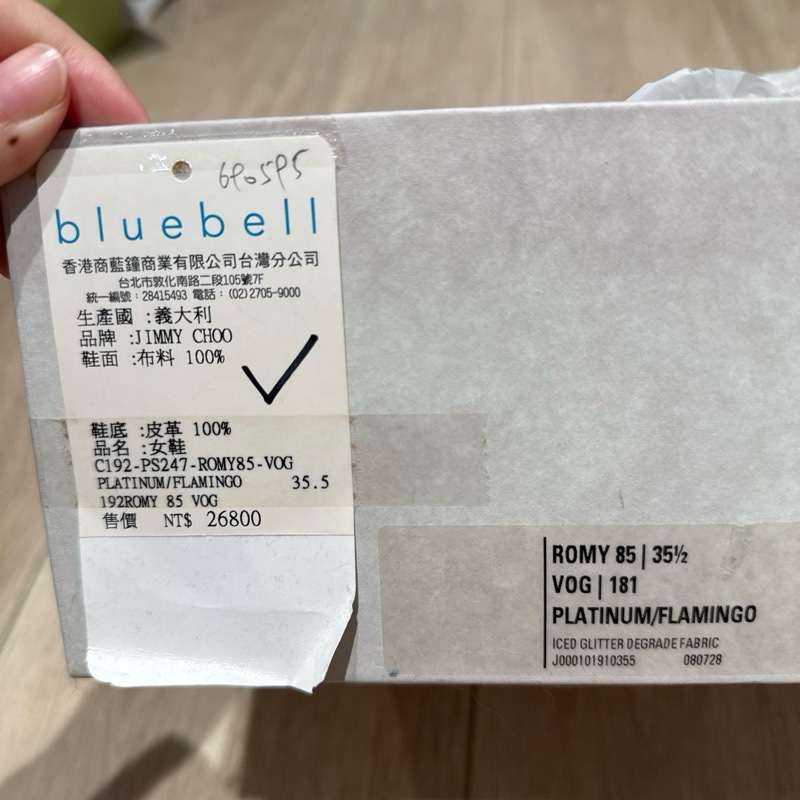 690595
bluebell
香港商藍鐘商業有限公司台灣分公司
台北市敦化南路二段105號7F
統一編號：28415493 電話：(02)2705-9000
生產國 :義大利
品牌 :JIMMY CHOO
鞋面 :布料 100%
鞋底 :皮革 100%
品名 :女鞋
C192-PS247-ROMY85-VOG
PLATINUM/FLAMINGO 35.5
192ROMY 85 VOG
售價 NT$ 26800
ROMY 85 | 35½
VOG | 181
PLATINUM/FLAMINGO
ICED GLITTER DEGRADE FABRIC
J000101910355 080728